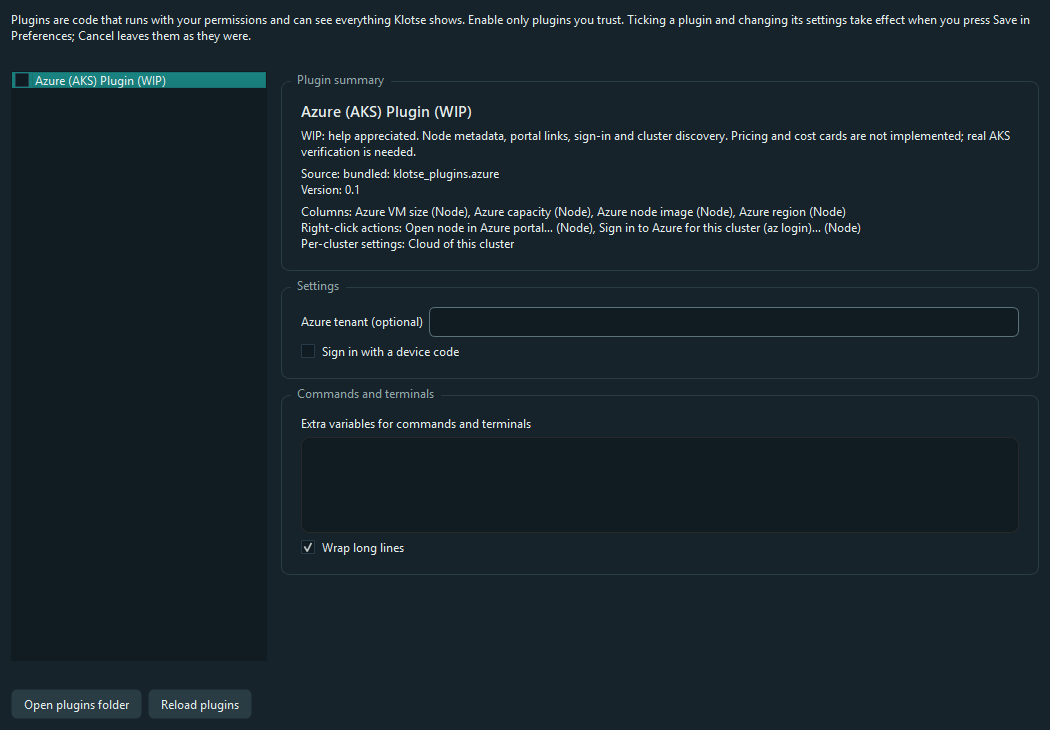 Plugins are code that runs with your permissions and can see everything Klotse shows. Enable only plugins you trust. Ticking a plugin and changing its settings take effect when you press Save in
Preferences; Cancel leaves them as they were.
Azure (AKS) Plugin (WIP)
Plugin summary
Azure (AKS) Plugin (WIP)
WIP: help appreciated. Node metadata, portal links, sign-in and cluster discovery. Pricing and cost cards are not implemented; real AKS
verification is needed.
Source: bundled: klotse_plugins.azure
Version: 0.1
Columns: Azure VM size (Node), Azure capacity (Node), Azure node image (Node), Azure region (Node)
Right-click actions: Open node in Azure portal... (Node), Sign in to Azure for this cluster (az login)... (Node)
Per-cluster settings: Cloud of this cluster
Settings
Azure tenant (optional)
Sign in with a device code
Commands and terminals
Extra variables for commands and terminals
Wrap long lines
Open plugins folder
Reload plugins